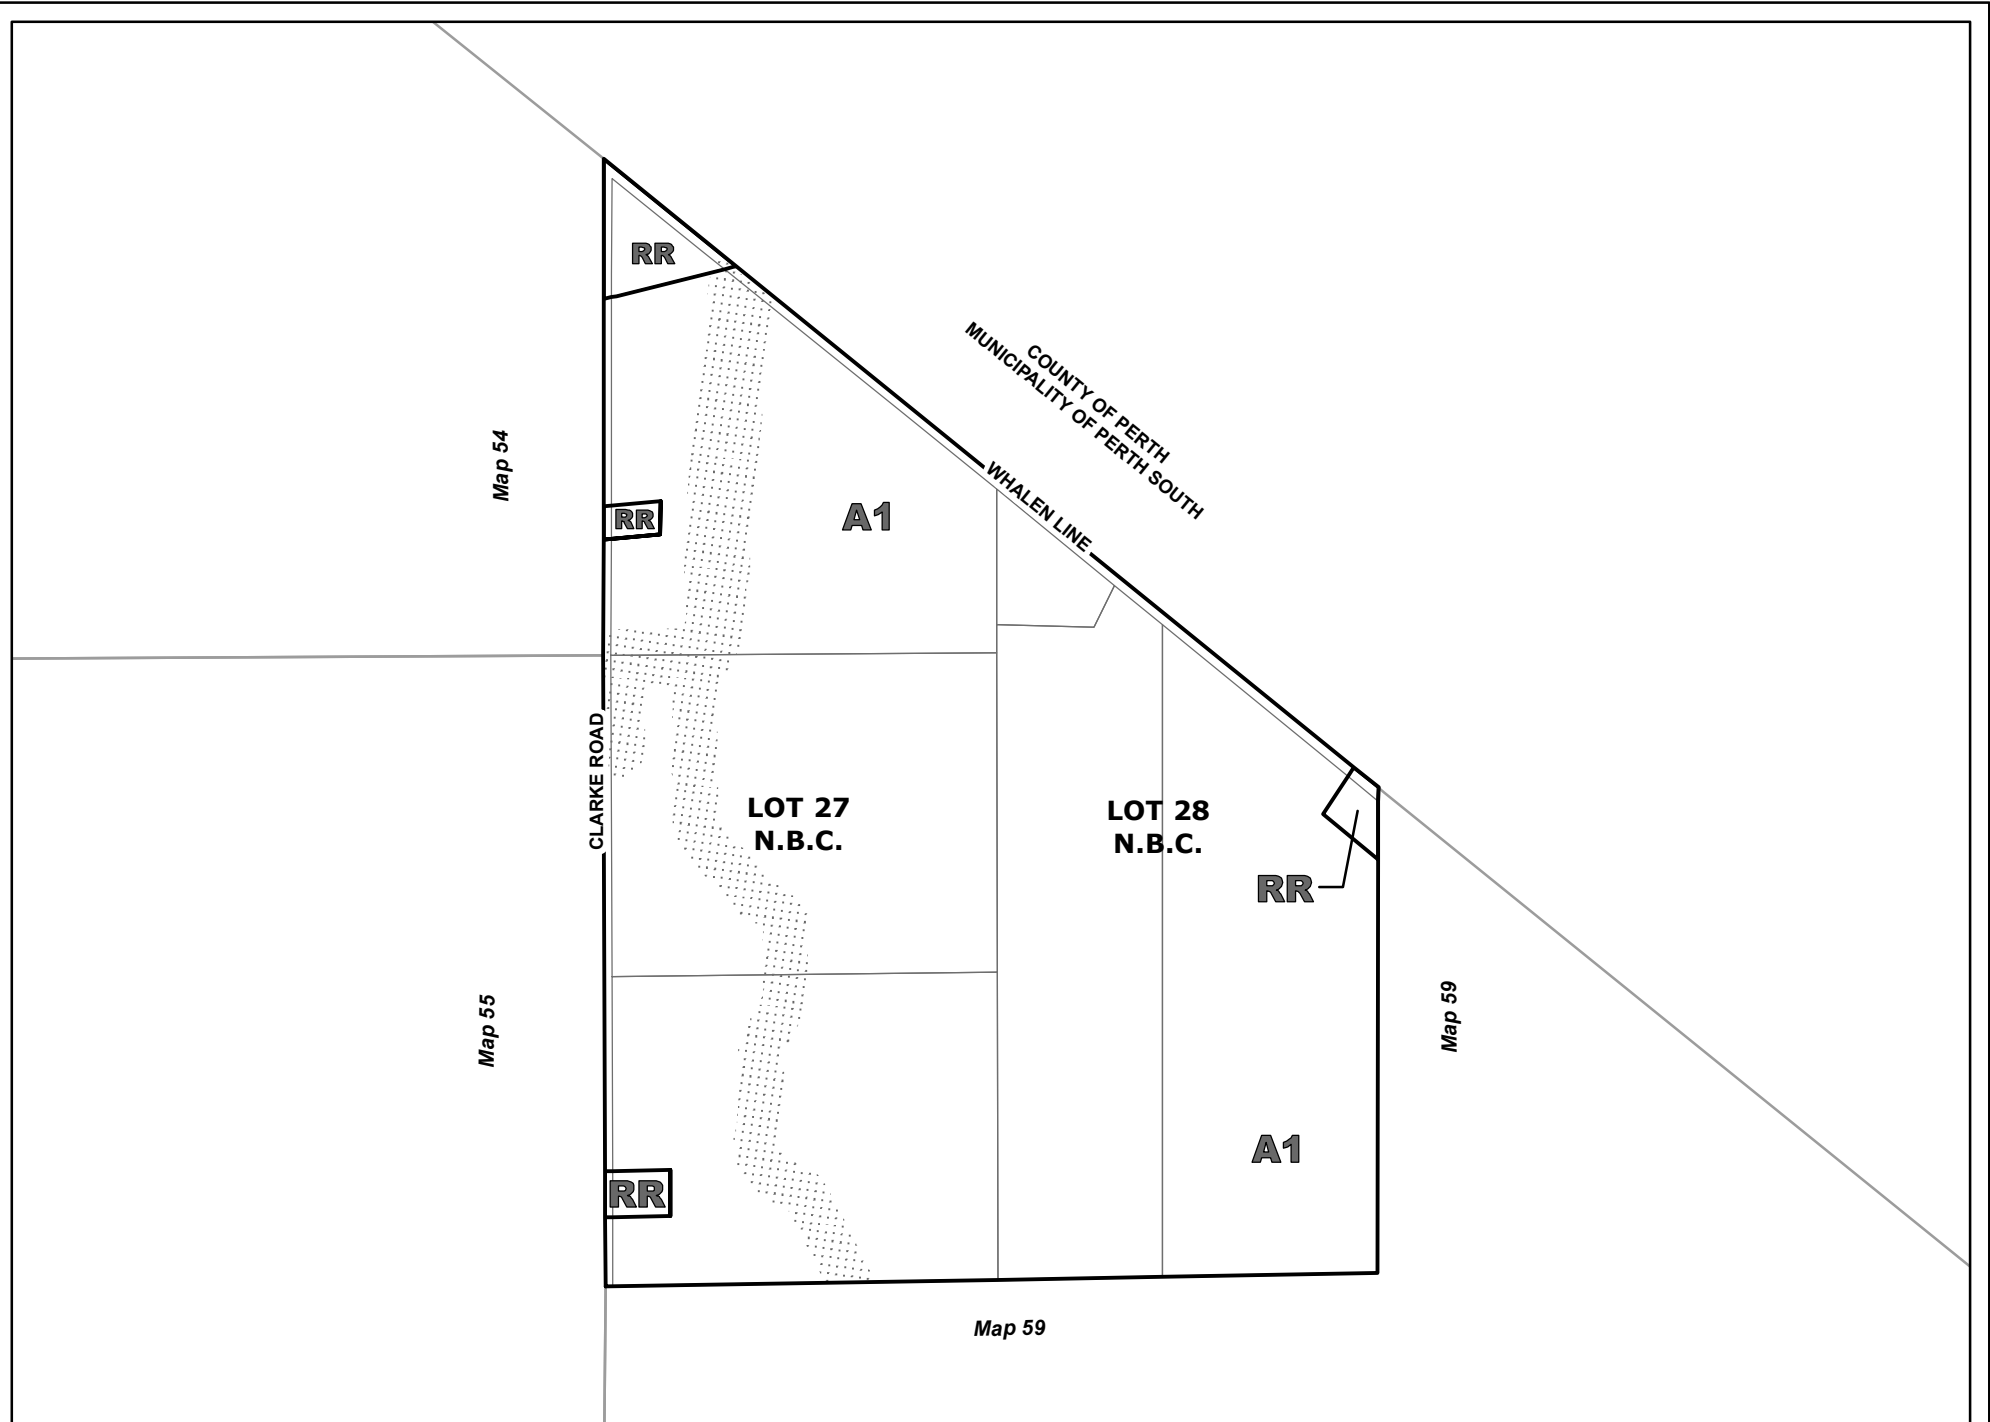 RR
COUNTY OF PERTH
MUNICIPALITY OF PERTH SOUTH
Map 54
WHALEN LINE
RR
A1
CLARKE ROAD
LOT 27
N.B.C.
LOT 28
N.B.C.
RR
Map 55
Map 59
A1
RR
Map 59